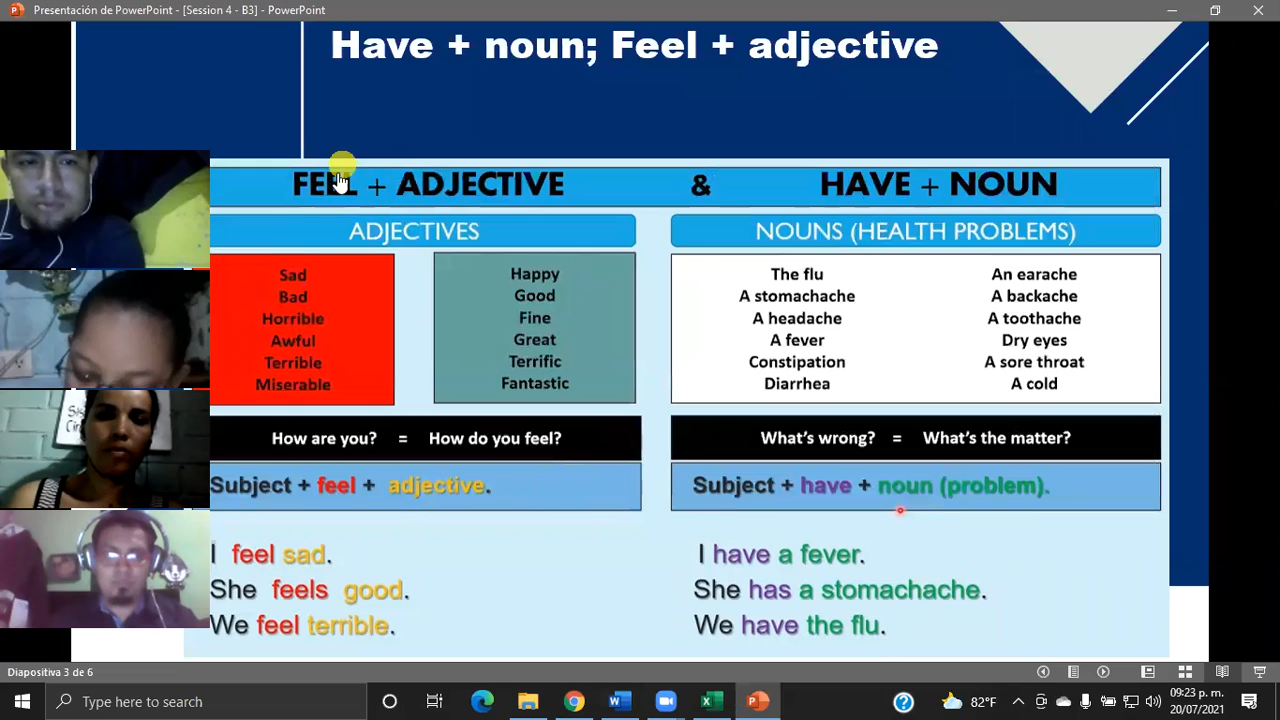 Presentación de PowerPoint - [Session 4 - B3] - PowerPoint
Have + noun; Feel + adjective
FEEL + ADJECTIVE & HAVE + NOUN
ADJECTIVES
Sad
Bad
Horrible
Awful
Terrible
Miserable
Happy
Good
Fine
Great
Terrific
Fantastic
How are you? = How do you feel?
Subject + feel + adjective.
I feel sad.
She feels good.
We feel terrible.
NOUNS (HEALTH PROBLEMS)
The flu
A stomachache
A headache
A fever
Constipation
Diarrhea
An earache
A backache
A toothache
Dry eyes
A sore throat
A cold
What's wrong? = What's the matter?
Subject + have + noun (problem).
I have a fever.
She has a stomachache.
We have the flu.
Diapositiva 3 de 6
Type here to search
82°F
09:23 p. m.
20/07/2021